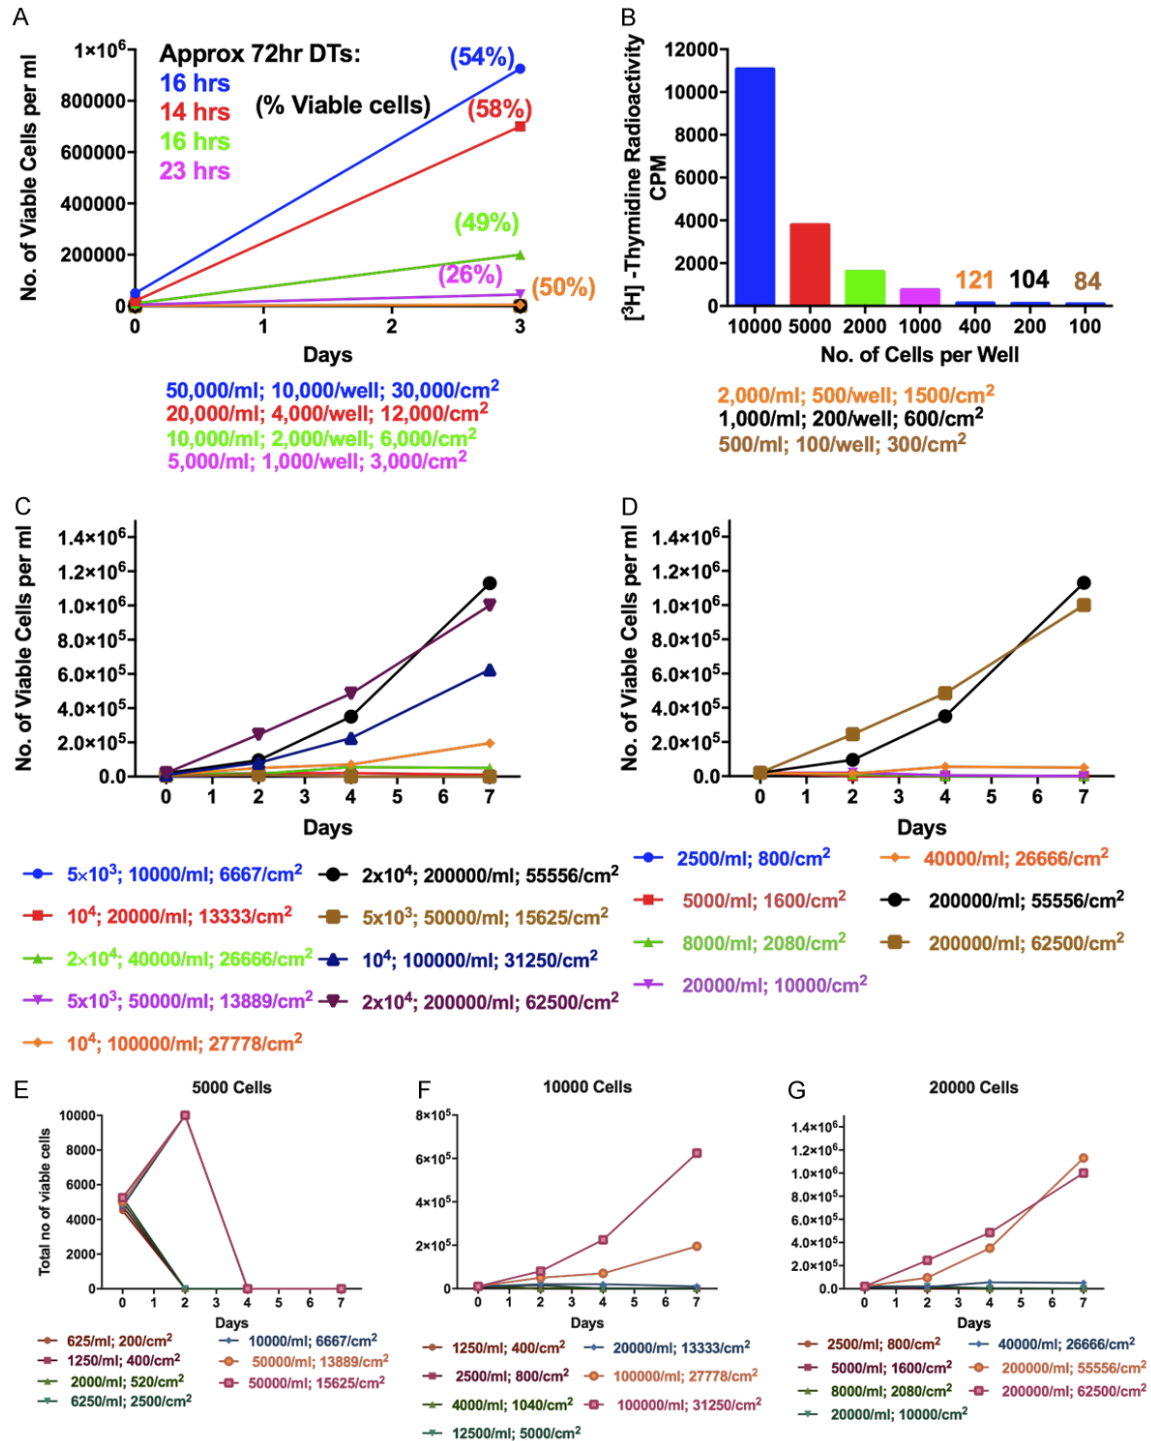 A
No. of Viable Cells per ml
1×10⁶
800000
600000
400000
200000
0
0 1 2 3
Days
Approx 72hr DTs:
16 hrs
14 hrs
16 hrs
23 hrs
(% Viable cells)
(54%)
(58%)
(49%)
(26%)
(50%)
50,000/ml; 10,000/well; 30,000/cm²
20,000/ml; 4,000/well; 12,000/cm²
10,000/ml; 2,000/well; 6,000/cm²
5,000/ml; 1,000/well; 3,000/cm²
B
[³H] -Thymidine Radioactivity
CPM
12000
10000
8000
6000
4000
2000
0
121 104 84
10000 5000 2000 1000 400 200 100
No. of Cells per Well
2,000/ml; 500/well; 1500/cm²
1,000/ml; 200/well; 600/cm²
500/ml; 100/well; 300/cm²
C
No. of Viable Cells per ml
1.4×10⁶
1.2×10⁶
1.0×10⁶
8.0×10⁵
6.0×10⁵
4.0×10⁵
2.0×10⁵
0.0
0 1 2 3 4 5 6 7
Days
5×10³; 10000/ml; 6667/cm²
10⁴; 20000/ml; 13333/cm²
2×10⁴; 40000/ml; 26666/cm²
5x10³; 50000/ml; 13889/cm²
10⁴; 100000/ml; 27778/cm²
2x10⁴; 200000/ml; 55556/cm²
5x10³; 50000/ml; 15625/cm²
10⁴; 100000/ml; 31250/cm²
2x10⁴; 200000/ml; 62500/cm²
D
No. of Viable Cells per ml
1.4×10⁶
1.2×10⁶
1.0×10⁶
8.0×10⁵
6.0×10⁵
4.0×10⁵
2.0×10⁵
0.0
0 1 2 3 4 5 6 7
Days
2500/ml; 800/cm²
5000/ml; 1600/cm²
8000/ml; 2080/cm²
20000/ml; 10000/cm²
40000/ml; 26666/cm²
200000/ml; 55556/cm²
200000/ml; 62500/cm²
E
5000 Cells
Total no of viable cells
10000
8000
6000
4000
2000
0
0 1 2 3 4 5 6 7
Days
625/ml; 200/cm²
1250/ml; 400/cm²
2000/ml; 520/cm²
6250/ml; 2500/cm²
10000/ml; 6667/cm²
50000/ml; 13889/cm²
50000/ml; 15625/cm²
F
10000 Cells
8×10⁵
6×10⁵
4×10⁵
2×10⁵
0
0 1 2 3 4 5 6 7
Days
1250/ml; 400/cm²
2500/ml; 800/cm²
4000/ml; 1040/cm²
12500/ml; 5000/cm²
20000/ml; 13333/cm²
100000/ml; 27778/cm²
100000/ml; 31250/cm²
G
20000 Cells
1.4×10⁶
1.2×10⁶
1.0×10⁶
8.0×10⁵
6.0×10⁵
4.0×10⁵
2.0×10⁵
0.0
0 1 2 3 4 5 6 7
Days
2500/ml; 800/cm²
5000/ml; 1600/cm²
8000/ml; 2080/cm²
20000/ml; 10000/cm²
40000/ml; 26666/cm²
200000/ml; 55556/cm²
200000/ml; 62500/cm²